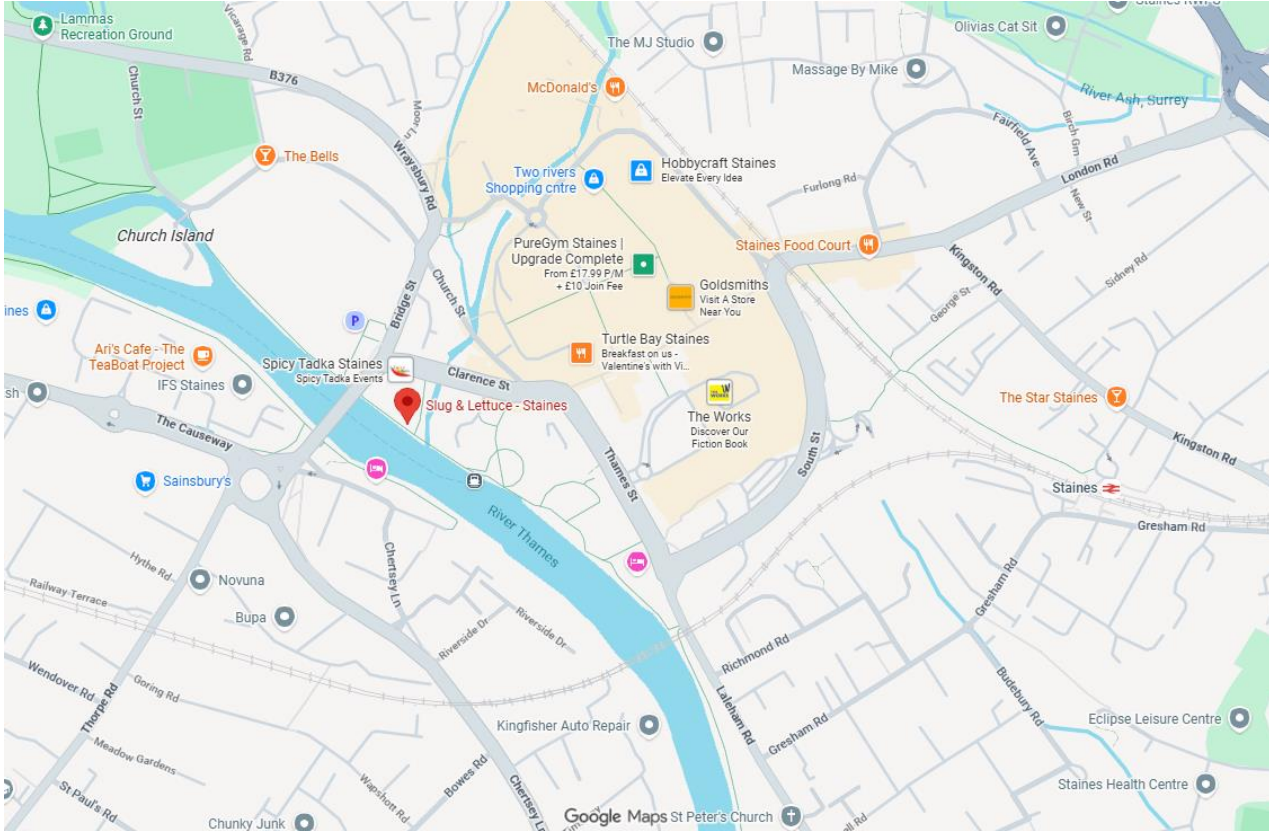 Lammas
Recreation Ground
Vicarage Rd
B376
Church St
Moor Ln
Wraysbury Rd
The Bells
The MJ Studio
Massage By Mike
Olivias Cat Sit
River Ash, Surrey
McDonald's
Birch Grn
Fairfield Ave
London Rd
Two rivers
Shopping cntre
Hobbycraft Staines
Elevate Every Idea
Furlong Rd
New St
Church Island
PureGym Staines |
Upgrade Complete
From £17.99 P/M
+ £10 Join Fee
Staines Food Court
Kingston Rd
Sidney Rd
Goldsmiths
Visit A Store
Near You
Church St
George St
ines
P
Bridge St
Ari's Cafe - The
TeaBoat Project
IFS Staines
Spicy Tadka Staines
Spicy Tadka Events
Clarence St
Turtle Bay Staines
Breakfast on us -
Valentine's with Vi...
sh
Slug & Lettuce - Staines
THE
WORKS
The Works
Discover Our
Fiction Book
The Star Staines
The Causeway
Kingston Rd
South St
Thames St
Sainsbury's
Staines
Gresham Rd
River Thames
Chertsey Ln
Hythe Rd
Novuna
Railway Terrace
Bupa
Riverside Dr
Riverside Dr
Gresham Rd
Richmond Rd
Wendover Rd
Goring Rd
Thorpe Rd
Laleham Rd
Budebury Rd
Kingfisher Auto Repair
Gresham Rd
Eclipse Leisure Centre
Meadow Gardens
St Paul's Rd
Wapshott Rd
Bowes Rd
Chertsey Ln
Staines Health Centre
Chunky Junk
Google Maps
St Peter's Church